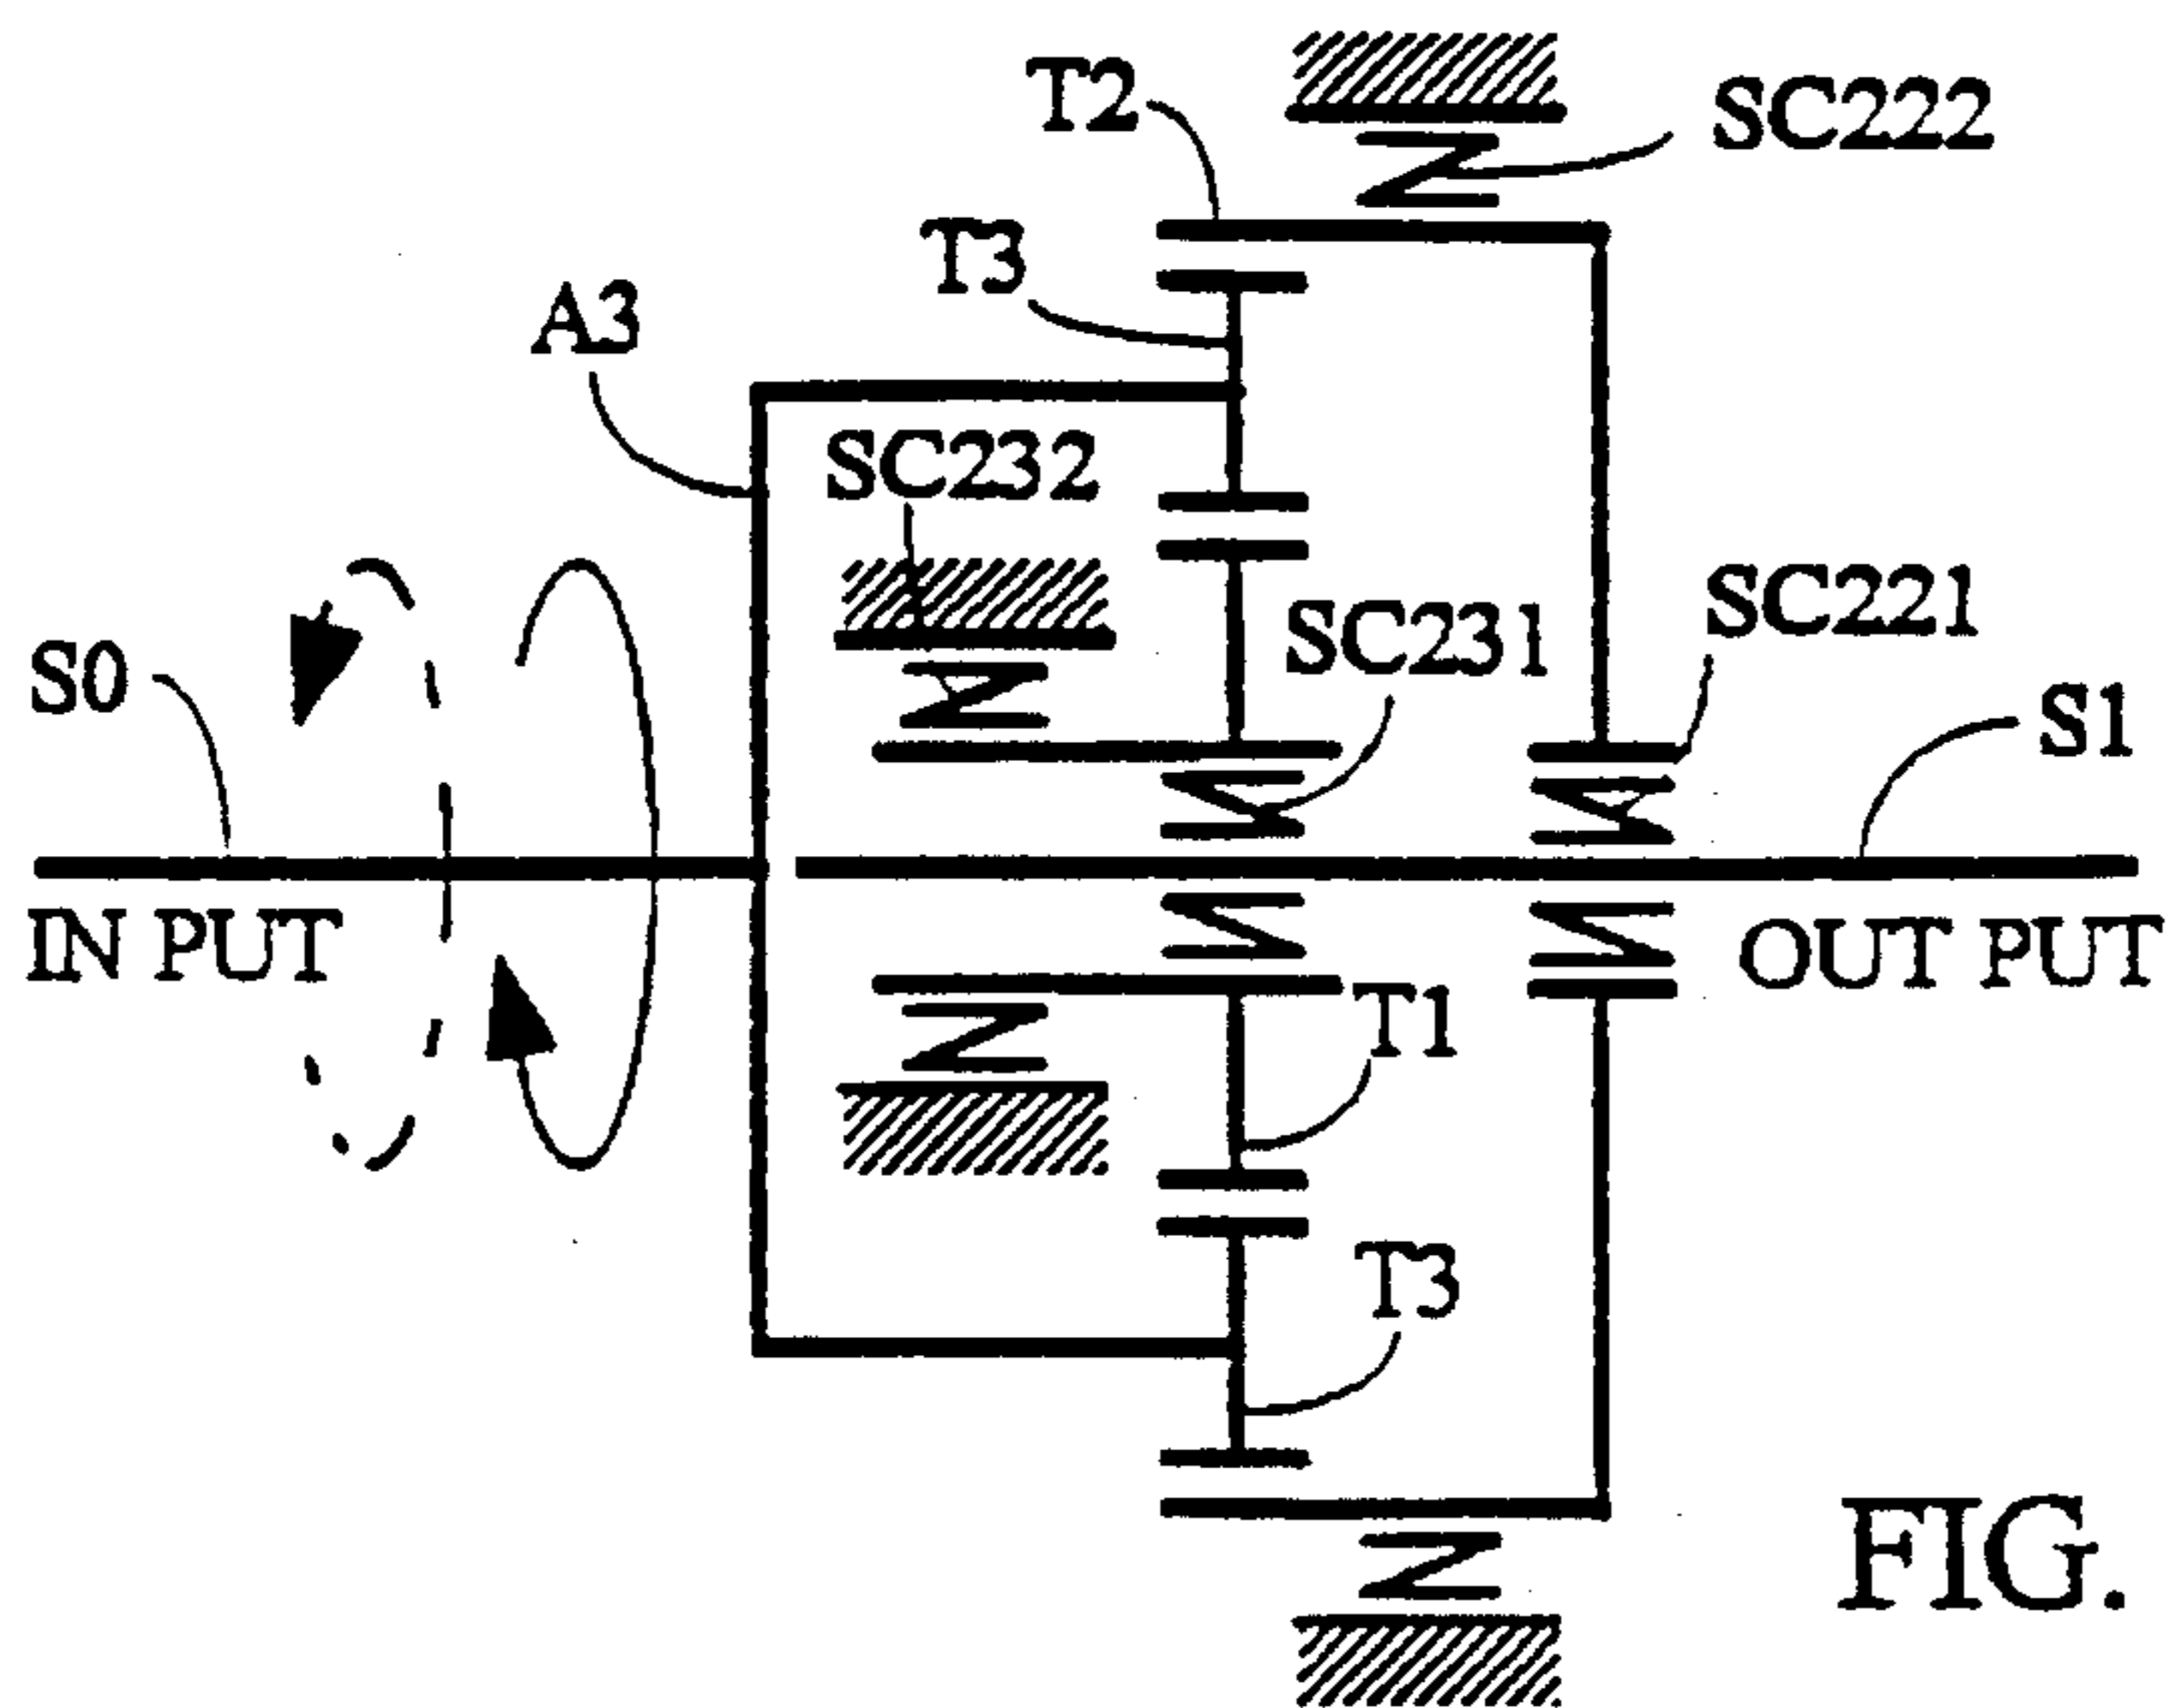 T2
SC222
T3
A3
SC232
SC231
SC221
S0
S1
IN PUT
OUT PUT
T1
T3
FIG.